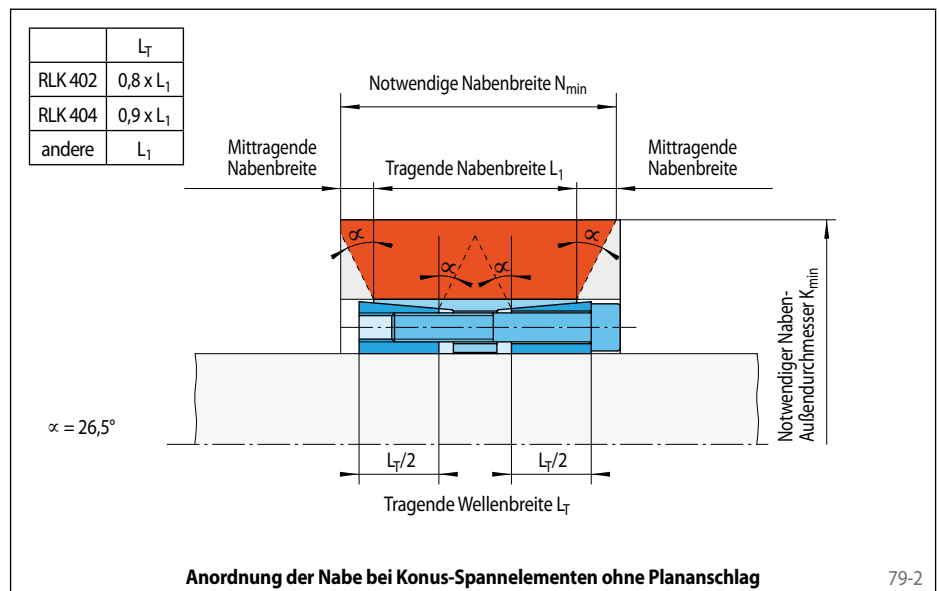 L_T
RLK 402 0,8 x L_1
RLK 404 0,9 x L_1
andere L_1
Notwendige Nabenbreite N_min
Mittragende
Nabenbreite
Tragende Nabenbreite L_1
Mittragende
Nabenbreite
∝ ∝ ∝ ∝
Notwendiger Naben-
Außendurchmesser K_min
∝ = 26,5°
L_T/2 L_T/2
Tragende Wellenbreite L_T
Anordnung der Nabe bei Konus-Spannelementen ohne Plananschlag 79-2